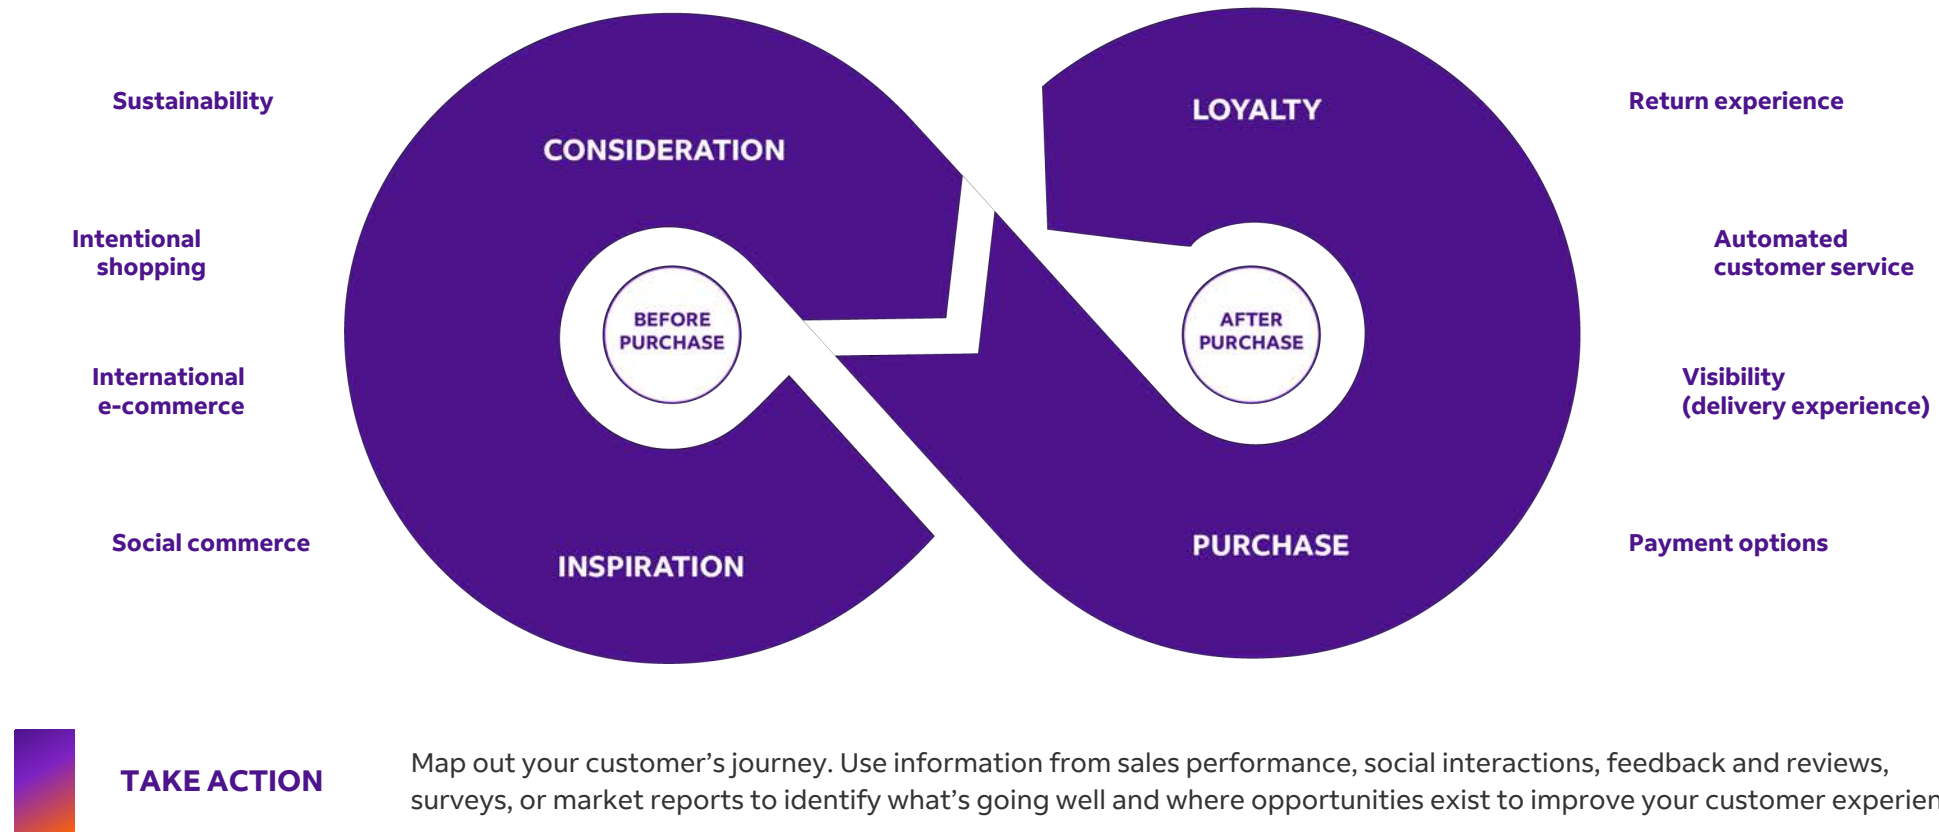 Sustainability
Intentional
shopping
International
e-commerce
Social commerce
CONSIDERATION
BEFORE
PURCHASE
INSPIRATION
LOYALTY
AFTER
PURCHASE
PURCHASE
Return experience
Automated
customer service
Visibility
(delivery experience)
Payment options
TAKE ACTION
Map out your customer’s journey. Use information from sales performance, social interactions, feedback and reviews,
surveys, or market reports to identify what’s going well and where opportunities exist to improve your customer